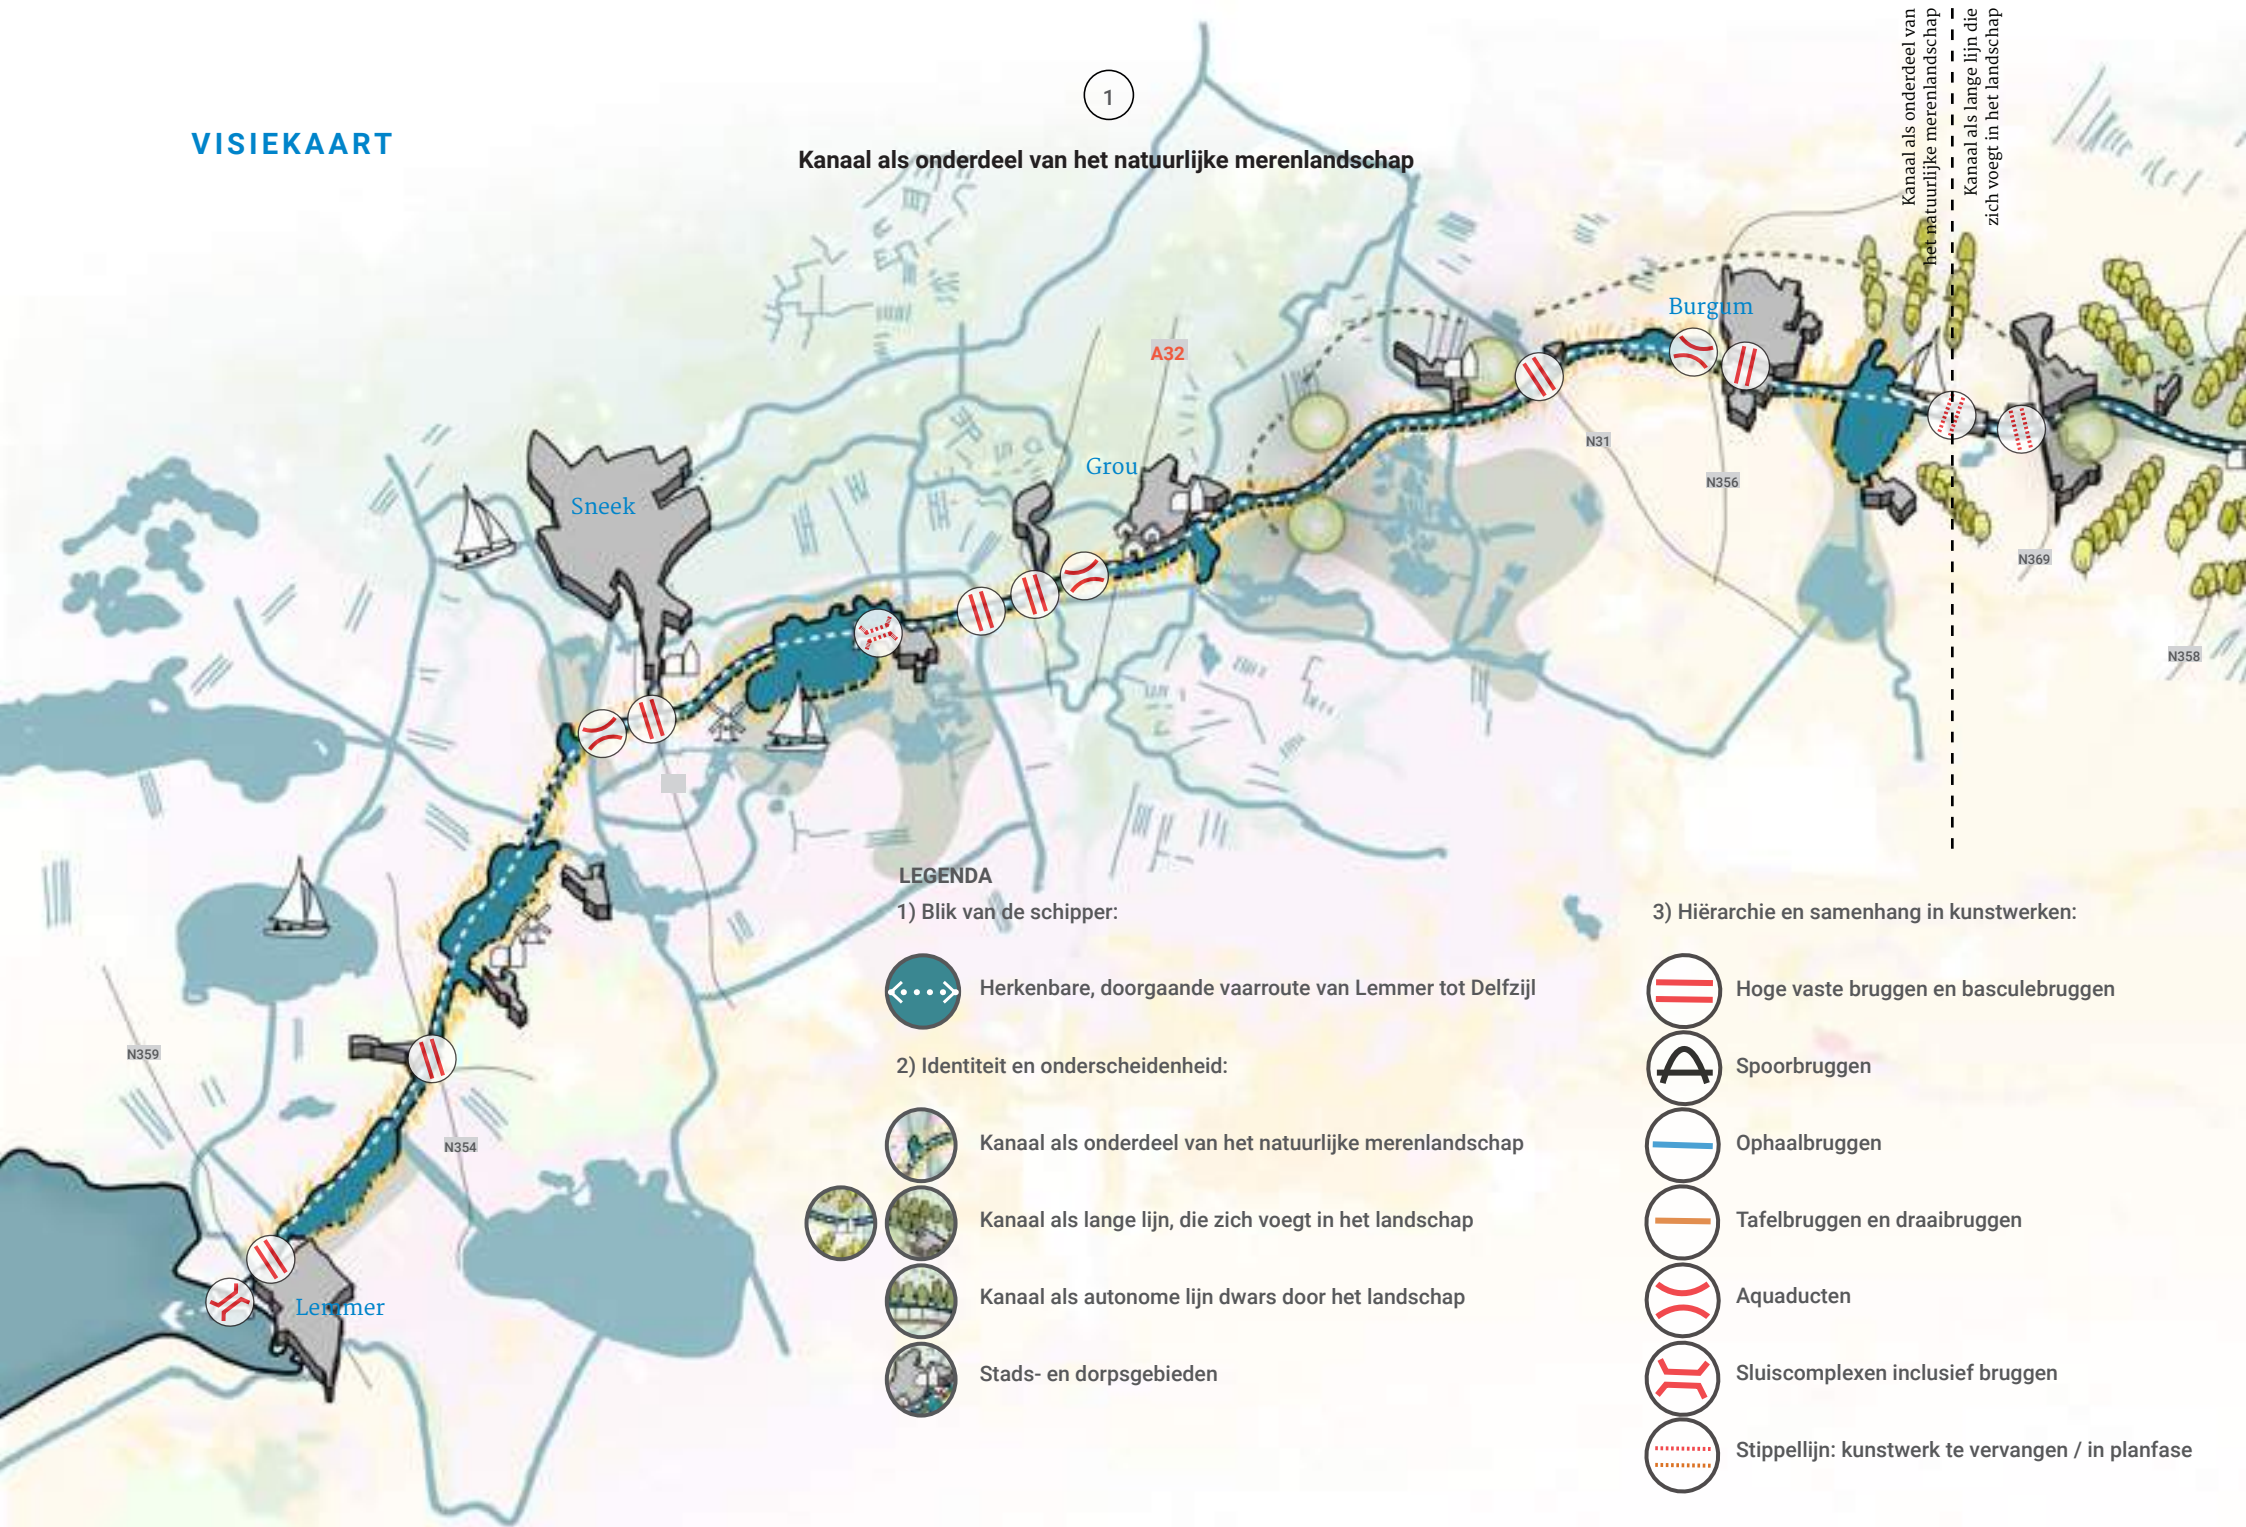 VISIEKAART
1
Kanaal als onderdeel van het natuurlijke merenlandschap
Kanaal als onderdeel van
het natuurlijke merenlandschap
Kanaal als lange lijn die
zich voegt in het landschap
Burgum
A32
N31
Grou
N356
Sneek
N369
N358
N359
N354
Lemmer
LEGENDA
1) Blik van de schipper:
Herkenbare, doorgaande vaarroute van Lemmer tot Delfzijl
2) Identiteit en onderscheidenheid:
Kanaal als onderdeel van het natuurlijke merenlandschap
Kanaal als lange lijn, die zich voegt in het landschap
Kanaal als autonome lijn dwars door het landschap
Stads- en dorpsgebieden
3) Hiërarchie en samenhang in kunstwerken:
Hoge vaste bruggen en basculebruggen
Spoorbruggen
Ophaalbruggen
Tafelbruggen en draaibruggen
Aquaducten
Sluiscomplexen inclusief bruggen
Stippellijn: kunstwerk te vervangen / in planfase